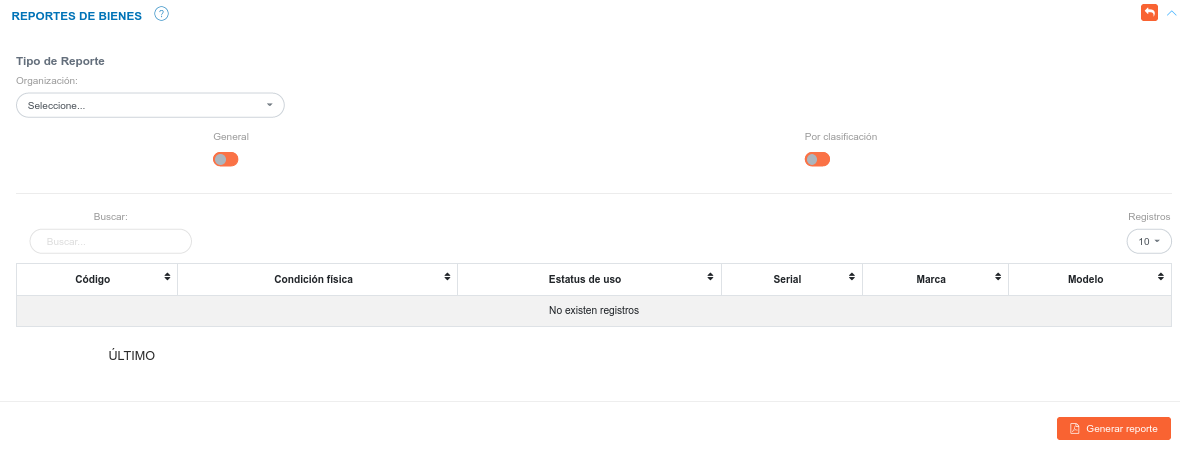 REPORTES DE BIENES ?
Tipo de Reporte
Organización:
Seleccione...
General Por clasificación
Buscar: Registros
Buscar... 10
Código Condición física Estatus de uso Serial Marca Modelo
No existen registros
ÚLTIMO
Generar reporte